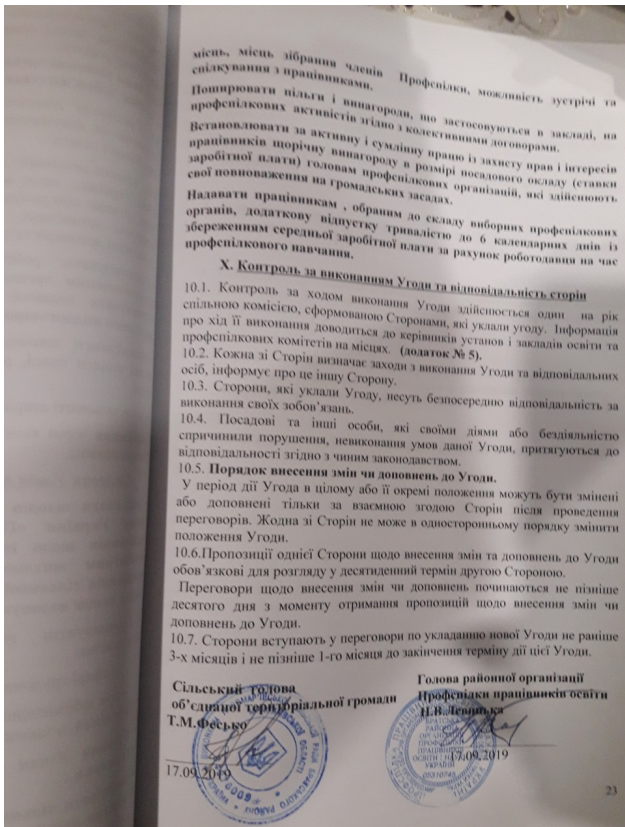 місць, місць зібрання членів Профспілки, можливість зустрічі та
спілкування з працівниками.
Поширювати пільги і винагороди, що застосовуються в закладі, на
профспілкових активістів згідно з колективними договорами.
Встановлювати за активну і сумлінну працю із захисту прав і інтересів
працівників щорічну винагороду в розмірі посадового окладу (ставки
заробітної плати) головам профспілкових організацій, які здійснюють
свої повноваження на громадських засадах.
Надавати працівникам , обраним до складу виборних профспілкових
органів, додаткову відпустку тривалістю до 6 календарних днів із
збереженням середньої заробітної плати за рахунок роботодавця на час
профспілкового навчання.
X. Контроль за виконанням Угоди та відповідальність сторін
10.1. Контроль за ходом виконання Угоди здійснюється один на рік
спільною комісією, сформованою Сторонами, які уклали угоду. Інформація
про хід її виконання доводиться до керівників установ і закладів освіти та
профспілкових комітетів на місцях. (додаток № 5).
10.2. Кожна зі Сторін визначає заходи з виконання Угоди та відповідальних
осіб, інформує про це іншу Сторону.
10.3. Сторони, які уклали Угоду, несуть безпосередню відповідальність за
виконання своїх зобов’язань.
10.4. Посадові та інші особи, які своїми діями або бездіяльністю
спричинили порушення, невиконання умов даної Угоди, притягуються до
відповідальності згідно з чиним законодавством.
10.5. Порядок внесення змін чи доповнень до Угоди.
У період дії Угода в цілому або її окремі положення можуть бути змінені
або доповнені тільки за взаємною згодою Сторін після проведення
переговорів. Жодна зі Сторін не може в односторонньому порядку змінити
положення Угоди.
10.6.Пропозиції однієї Сторони щодо внесення змін та доповнень до Угоди
обов’язкові для розгляду у десятиденний термін другою Стороною.
Переговори щодо внесення змін чи доповнень починаються не пізніше
десятого дня з моменту отримання пропозицій щодо внесення змін чи
доповнень до Угоди.
10.7. Сторони вступають у переговори по укладанню нової Угоди не раніше
3-х місяців і не пізніше 1-го місяця до закінчення терміну дії цієї Угоди.
Сільський голова
об’єднаної територіальної громади
Т.М.Фесько
17.09.2019
Голова районної організації
Профспілки працівників освіти
Н.В.Левицька
17.09.2019
БРАТСЬКА
РАЙОННА
ОРГАНІЗАЦІЯ
ПРОФСПІЛКИ
ПРАЦІВНИКІВ
ОСВІТИ І НАУКИ
УКРАЇНИ
23